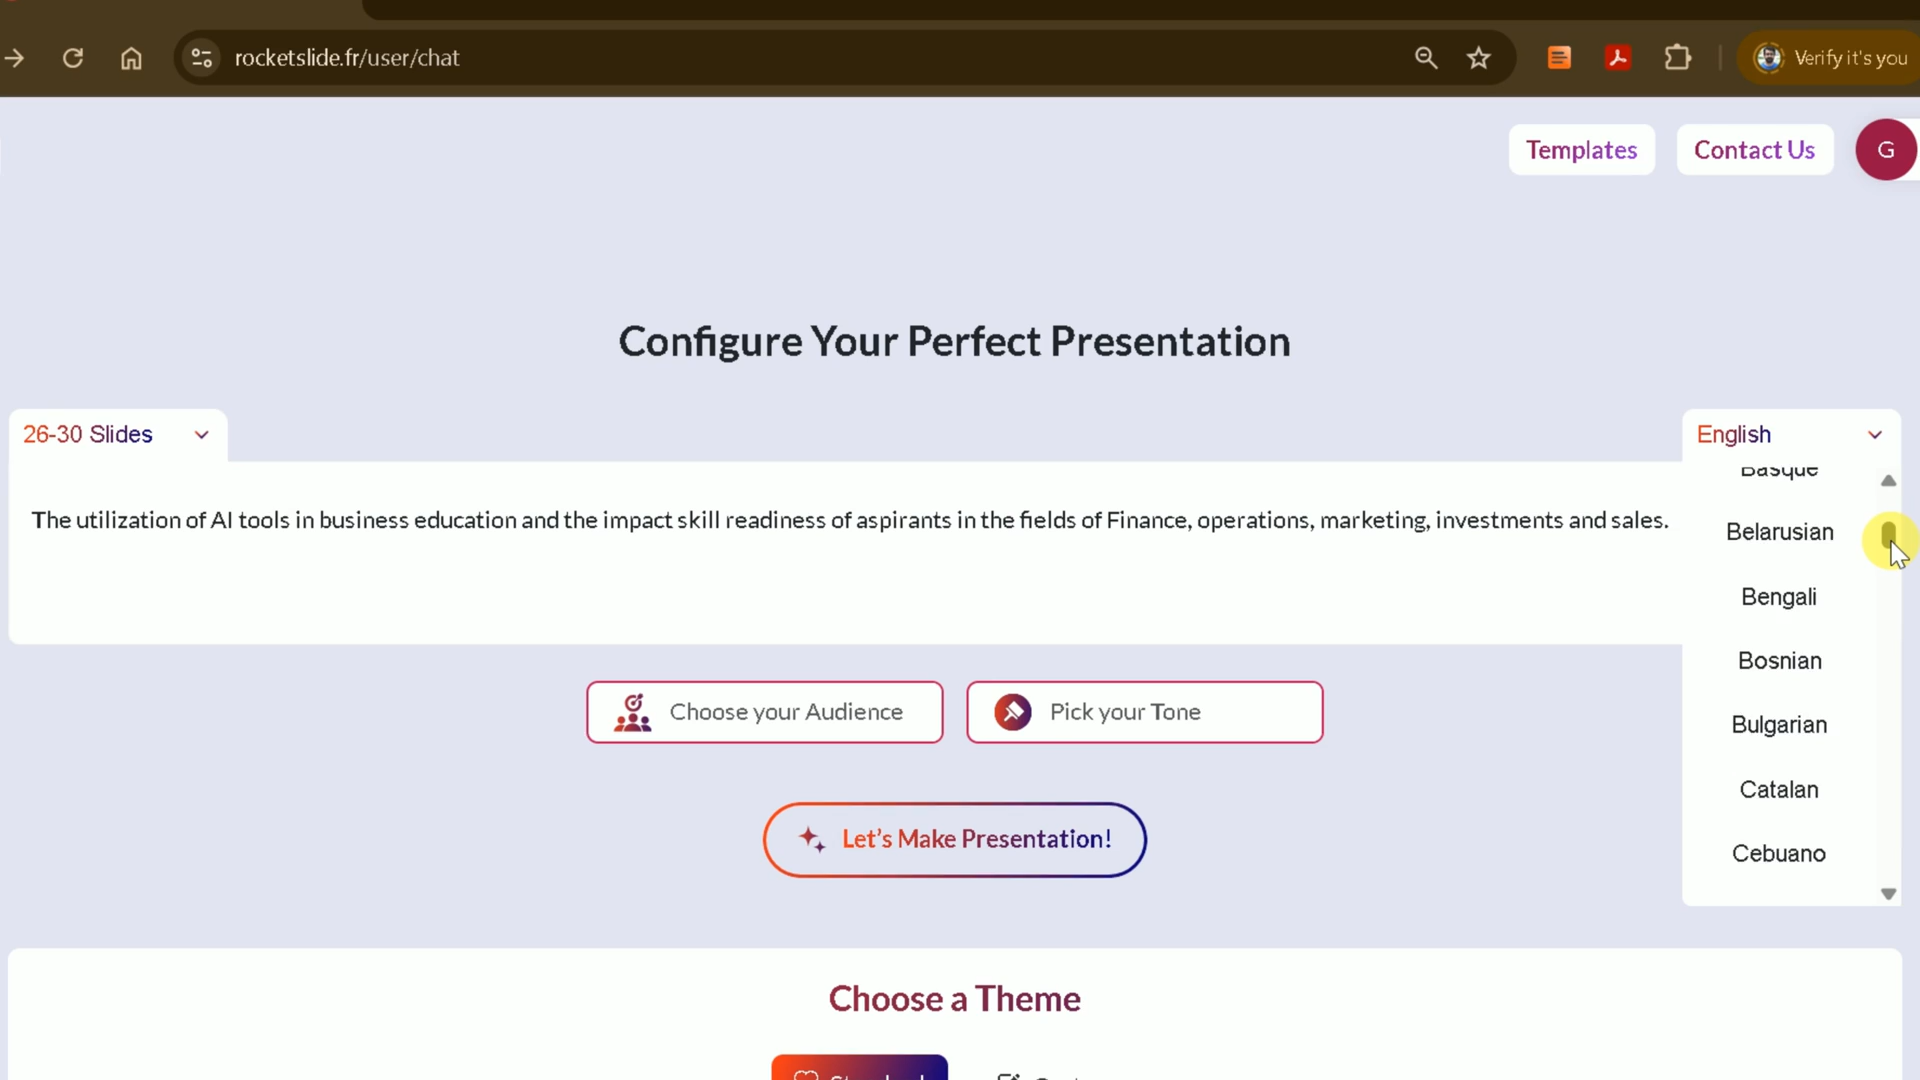 rocketslide.fr/user/chat
Verify it's you
Templates
Contact Us
G
Configure Your Perfect Presentation
26-30 Slides
English
Basque
The utilization of AI tools in business education and the impact skill readiness of aspirants in the fields of Finance, operations, marketing, investments and sales.
Belarusian
Bengali
Bosnian
Bulgarian
Catalan
Cebuano
Choose your Audience
Pick your Tone
Let's Make Presentation!
Choose a Theme